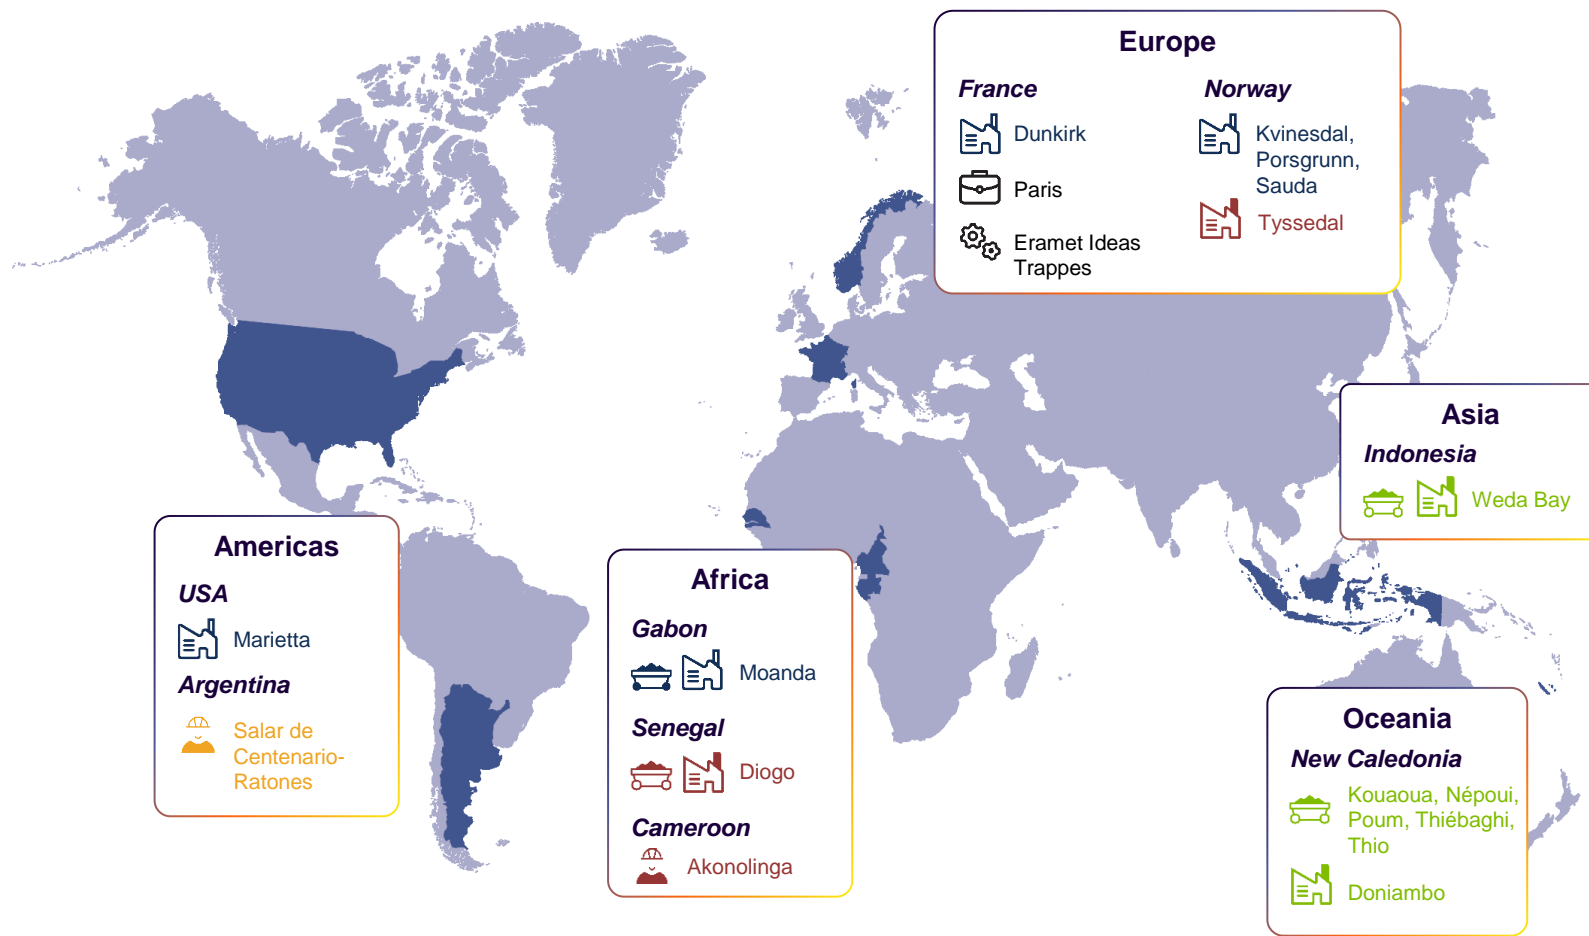 Europe
France
Dunkirk
Paris
Eramet Ideas
Trappes
Norway
Kvinesdal,
Porsgrunn,
Sauda
Tyssedal
Asia
Indonesia
Weda Bay
Americas
USA
Marietta
Argentina
Salar de
Centenario-
Ratones
Africa
Gabon
Moanda
Senegal
Diogo
Cameroon
Akonolinga
Oceania
New Caledonia
Kouaoua, Népoui,
Poum, Thiébaghi,
Thio
Doniambo